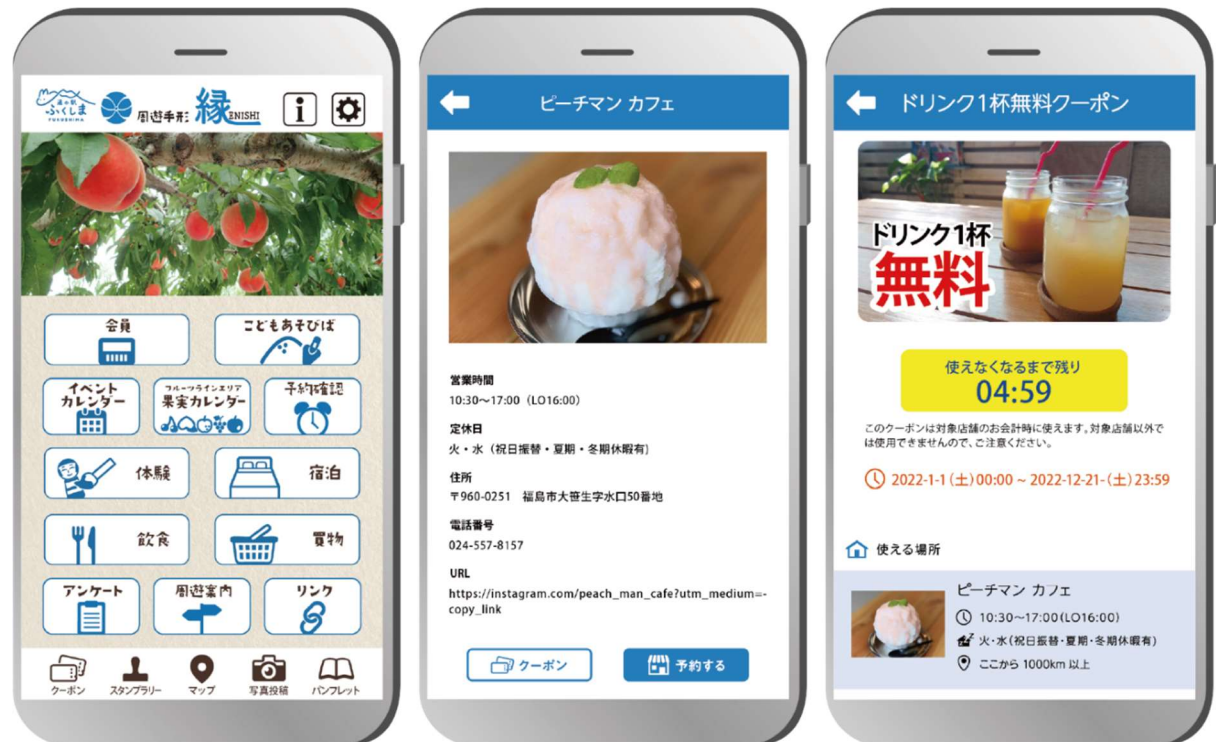 道の駅
ふくしま
FUKUSHIMA
周遊手形 縁 ENISHI
i
会員
こどもあそびば
イベント
カレンダー
フルーツラインエリア
果実カレンダー
予約確認
体験
宿泊
飲食
買物
アンケート
周遊案内
リンク
クーポン
スタンプラリー
マップ
写真投稿
パンフレット
ピーチマン カフェ
営業時間
10:30～17:00（LO16:00）
定休日
火・水（祝日振替・夏期・冬期休暇有）
住所
〒960-0251 福島市大笹生字水口50番地
電話番号
024-557-8157
URL
https://instagram.com/peach_man_cafe?utm_medium=-
copy_link
クーポン
予約する
ドリンク1杯無料クーポン
ドリンク1杯
無料
使えなくなるまで残り
04:59
このクーポンは対象店舗のお会計時に使えます。対象店舗以外で
は使用できませんので、ご注意ください。
2022-1-1（土）00:00 ~ 2022-12-21-（土）23:59
使える場所
ピーチマン カフェ
10:30～17:00(LO16:00)
火・水（祝日振替・夏期・冬期休暇有）
ここから 1000km 以上